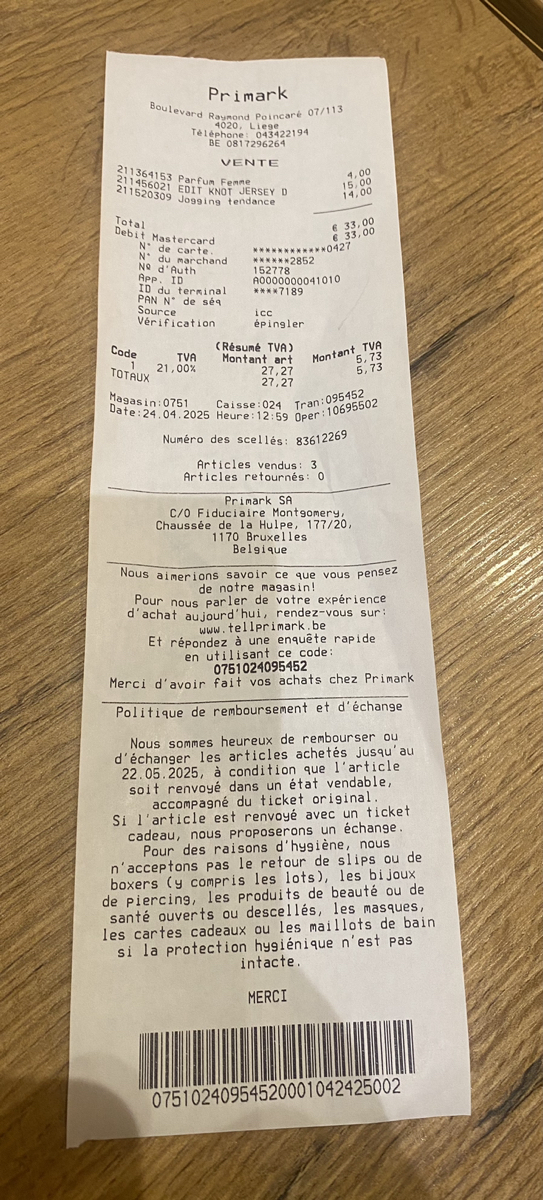 Primark
Boulevard Raymond Poincaré 07/113
4020, Liege
Téléphone: 043422194
BE 0817296264
VENTE
211364153 Parfum Femme 4,00
211456021 EDIT KNOT JERSEY D 15,00
211520309 Jogging tendance 14,00
Total € 33,00
Debit Mastercard € 33,00
N° de carte. ************0427
N° du marchand ******2852
Nº d'Auth 152778
App. ID A0000000041010
ID du terminal ****7189
PAN N° de séq
Source icc
Vérification épingler
(Résumé TVA)
Code TVA Montant art Montant TVA
1 21,00% 27,27 5,73
TOTAUX 27,27 5,73
Magasin:0751 Caisse:024 Tran:095452
Date:24.04.2025 Heure:12:59 Oper:10695502
Numéro des scellés: 83612269
Articles vendus: 3
Articles retournés: 0
Primark SA
C/O Fiduciaire Montgomery,
Chaussée de la Hulpe, 177/20,
1170 Bruxelles
Belgique
Nous aimerions savoir ce que vous pensez
de notre magasin!
Pour nous parler de votre expérience
d'achat aujourd'hui, rendez-vous sur:
www.tellprimark.be
Et répondez à une enquête rapide
en utilisant ce code:
0751024095452
Merci d'avoir fait vos achats chez Primark
Politique de remboursement et d'échange
Nous sommes heureux de rembourser ou
d'échanger les articles achetés jusqu'au
22.05.2025, à condition que l'article
soit renvoyé dans un état vendable,
accompagné du ticket original.
Si l'article est renvoyé avec un ticket
cadeau, nous proposerons un échange.
Pour des raisons d'hygiène, nous
n'acceptons pas le retour de slips ou de
boxers (y compris les lots), les bijoux
de piercing, les produits de beauté ou de
santé ouverts ou descellés, les masques,
les cartes cadeaux ou les maillots de bain
si la protection hygiénique n'est pas
intacte.
MERCI
0751024095452000104242​5002